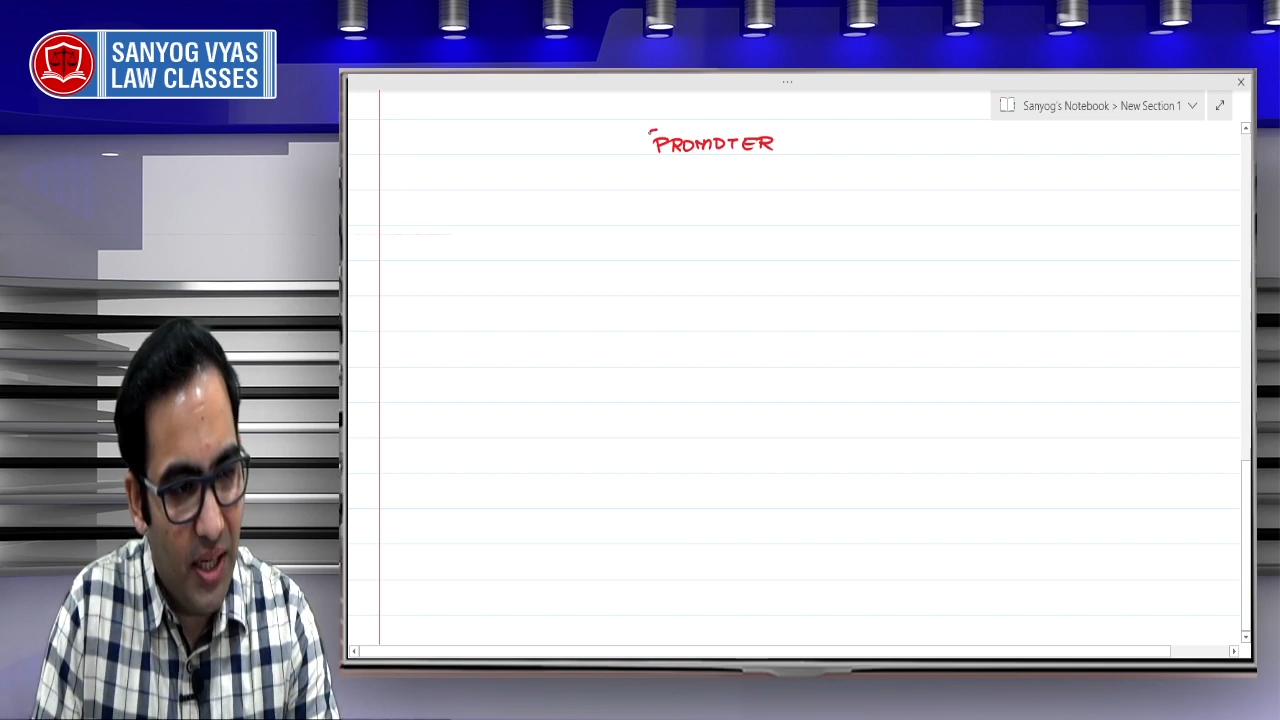 SANYOG VYAS
LAW CLASSES
Sanyog's Notebook > New Section 1
PROMOTER